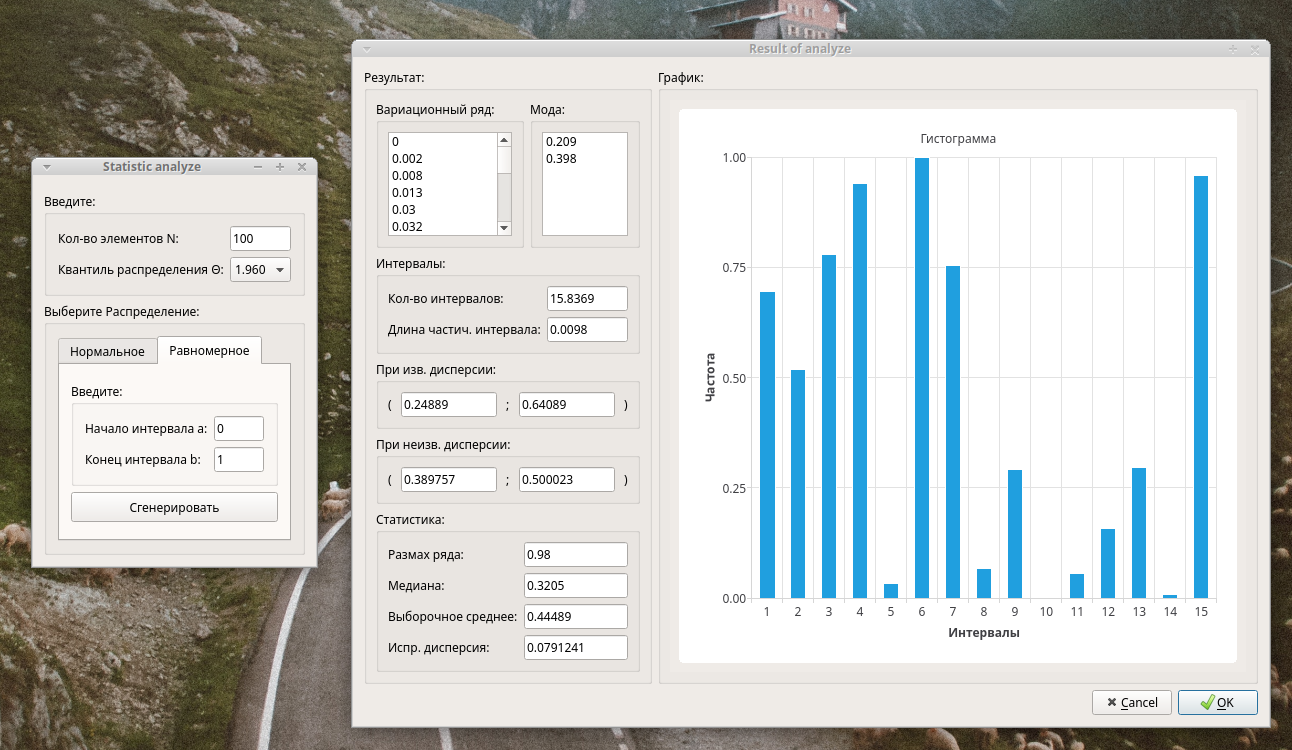 Statistic analyze
Введите:
Кол-во элементов N: 100
Квантиль распределения Θ: 1.960
Выберите Распределение:
Нормальное Равномерное
Введите:
Начало интервала a: 0
Конец интервала b: 1
Сгенерировать
Result of analyze
Результат:
Вариационный ряд:
0
0.002
0.008
0.013
0.03
0.032
Мода:
0.209
0.398
Интервалы:
Кол-во интервалов: 15.8369
Длина частич. интервала: 0.0098
При изв. дисперсии:
( 0.24889 ; 0.64089 )
При неизв. дисперсии:
( 0.389757 ; 0.500023 )
Статистика:
Размах ряда: 0.98
Медиана: 0.3205
Выборочное среднее: 0.44489
Испр. дисперсия: 0.0791241
График:
Гистограмма
1.00
0.75
0.50
0.25
0.00
Частота
1 2 3 4 5 6 7 8 9 10 11 12 13 14 15
Интервалы
Cancel OK